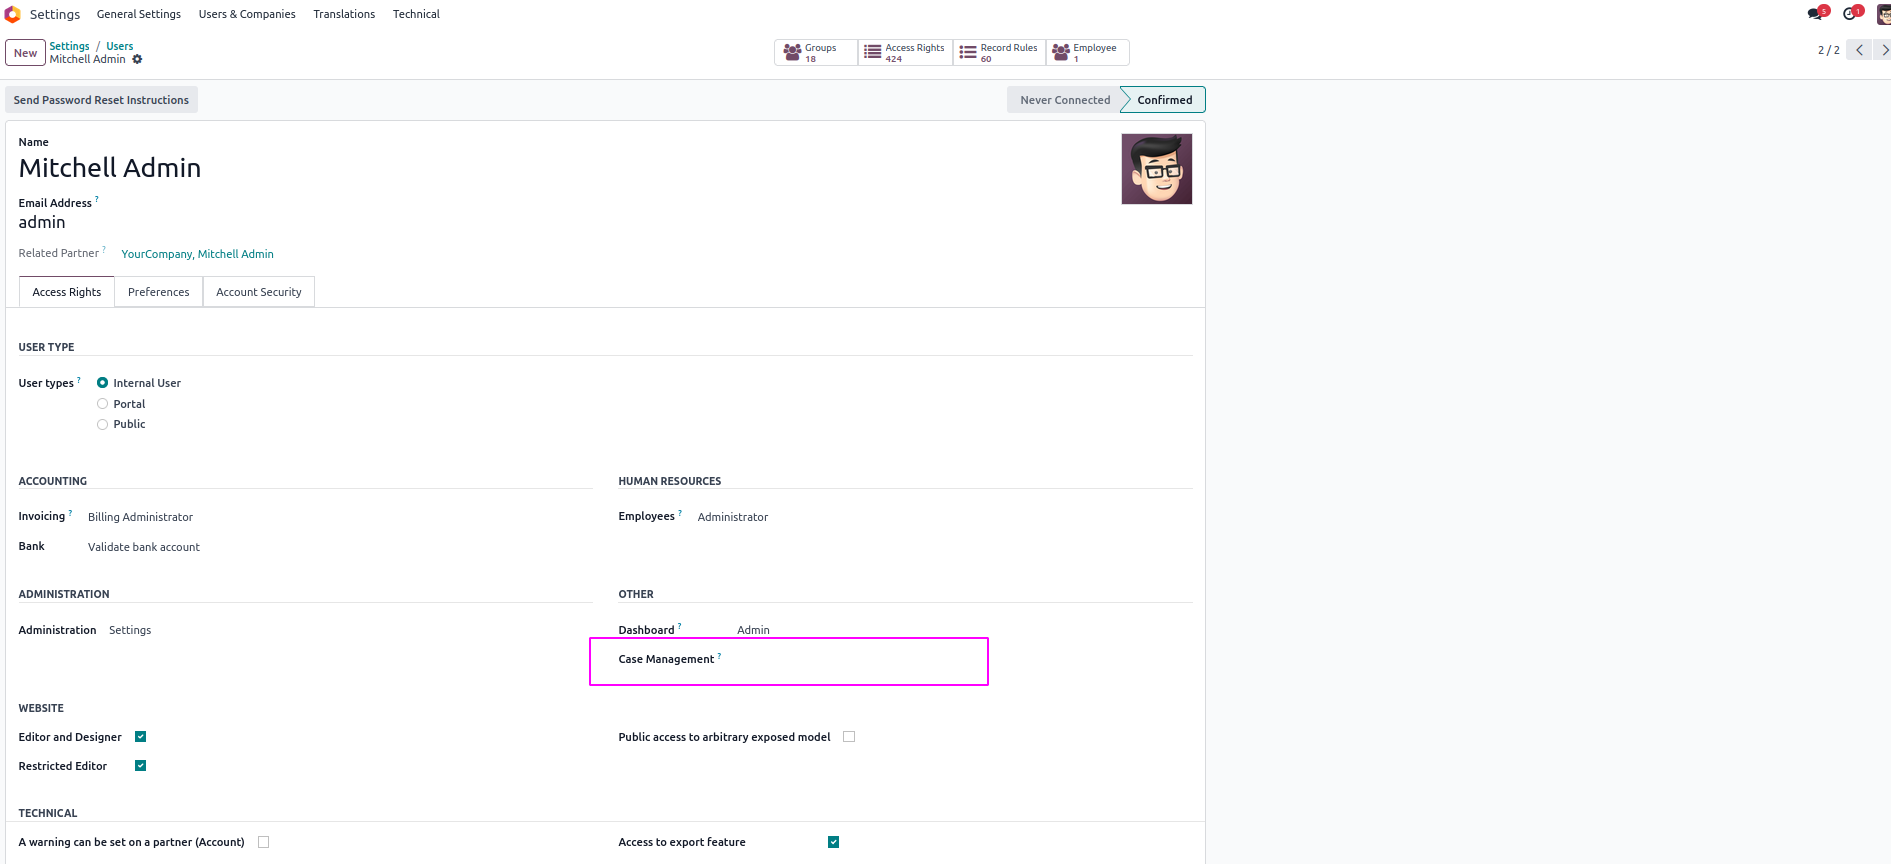 Settings General Settings Users & Companies Translations Technical 5 1
New Settings / Users
Mitchell Admin
Groups 18 Access Rights 424 Record Rules 60 Employee 1 2 / 2
Send Password Reset Instructions Never Connected Confirmed
Name
Mitchell Admin
Email Address ?
admin
Related Partner ? YourCompany, Mitchell Admin
Access Rights Preferences Account Security
USER TYPE
User types ? Internal User
Portal
Public
ACCOUNTING HUMAN RESOURCES
Invoicing ? Billing Administrator Employees ? Administrator
Bank Validate bank account
ADMINISTRATION OTHER
Administration Settings Dashboard ? Admin
Case Management ?
WEBSITE
Editor and Designer Public access to arbitrary exposed model
Restricted Editor
TECHNICAL
A warning can be set on a partner (Account) Access to export feature